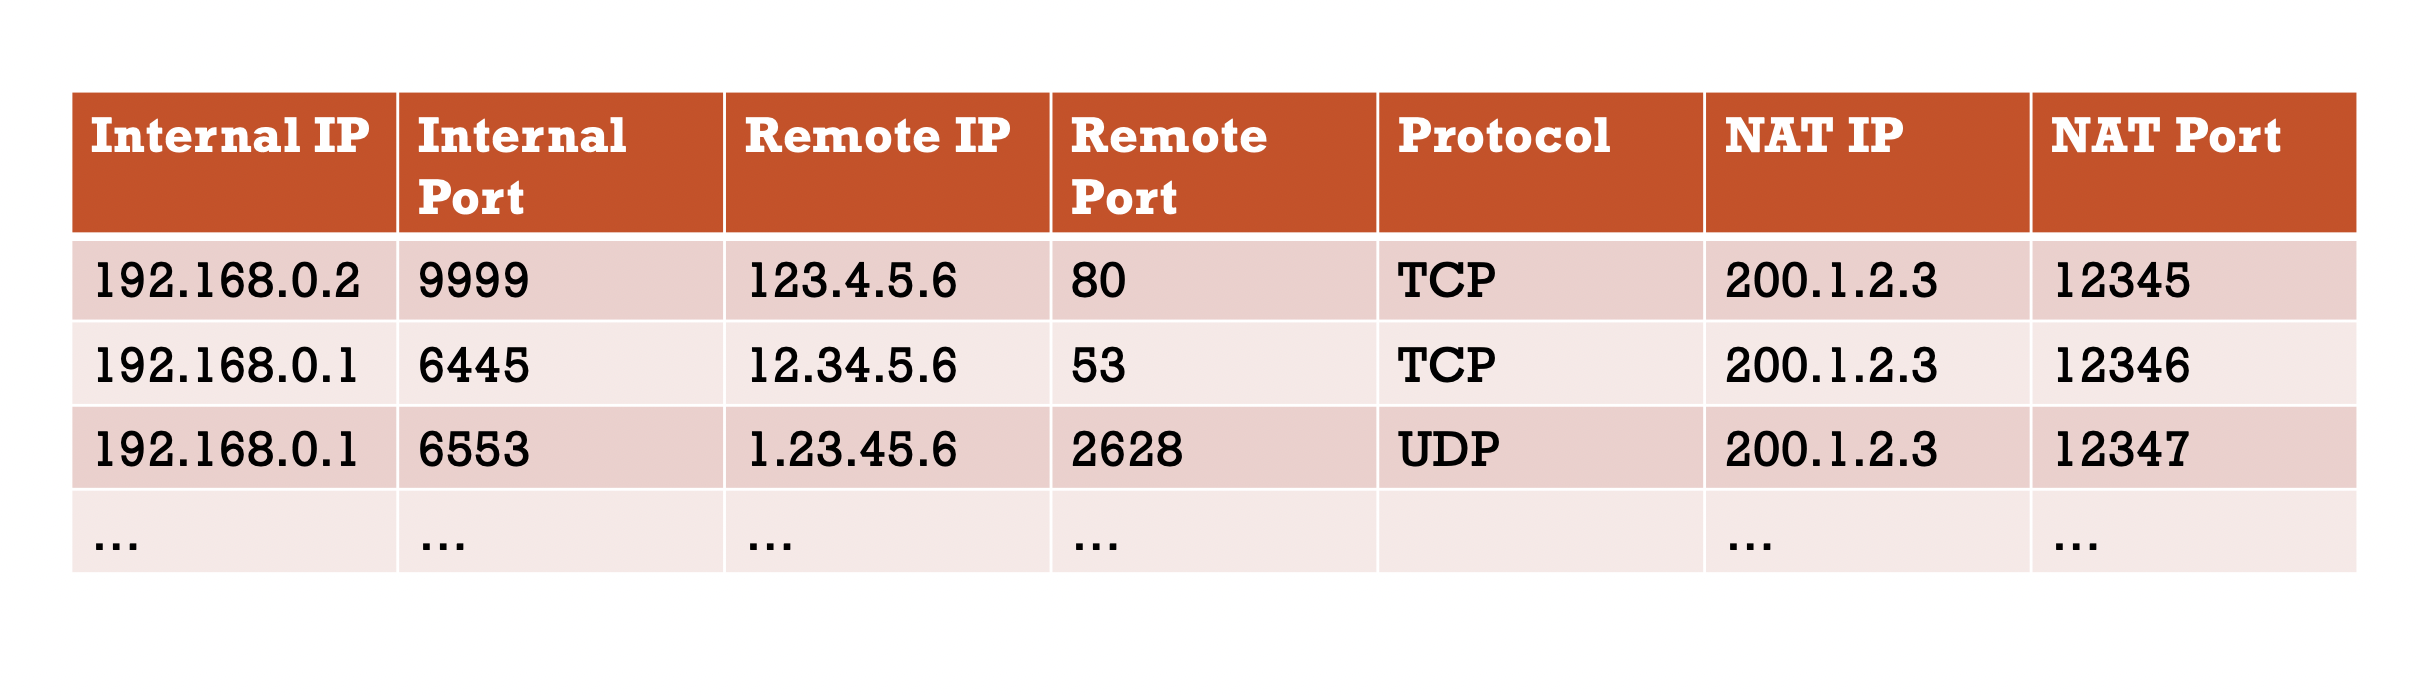 Internal IP Internal Port Remote IP Remote Port Protocol NAT IP NAT Port
192.168.0.2 9999 123.4.5.6 80 TCP 200.1.2.3 12345
192.168.0.1 6445 12.34.5.6 53 TCP 200.1.2.3 12346
192.168.0.1 6553 1.23.45.6 2628 UDP 200.1.2.3 12347
... ... ... ... ... ...